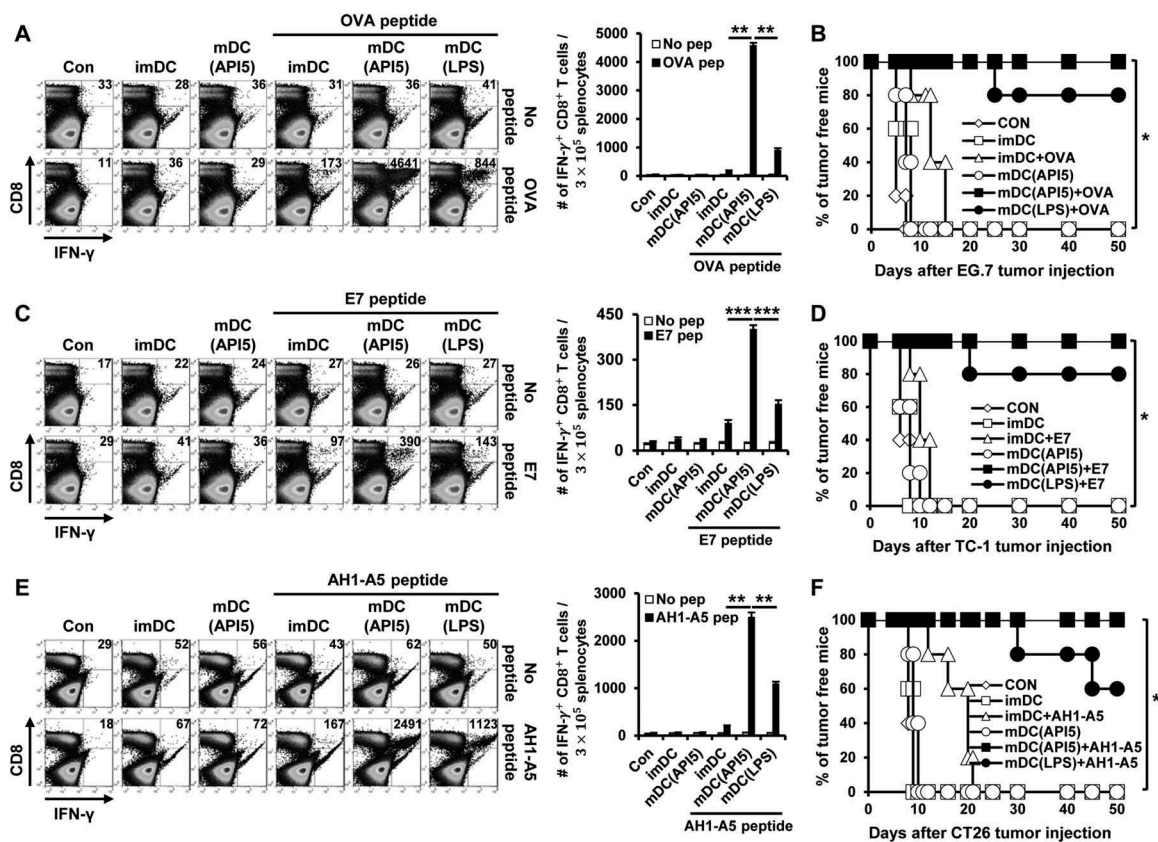 A
OVA peptide
Con
imDC
mDC
(API5)
imDC
mDC
(API5)
mDC
(LPS)
33
28
36
31
36
41
No
peptide
11
36
29
173
4641
844
OVA
peptide
CD8
IFN-γ
# of IFN-γ⁺ CD8⁺ T cells /
3 × 10⁵ splenocytes
5000
4000
3000
2000
1000
0
No pep
OVA pep
** **
Con
imDC
mDC(API5)
imDC
mDC(API5)
mDC(LPS)
OVA peptide
B
% of tumor free mice
100
80
60
40
20
0
CON
imDC
imDC+OVA
mDC(API5)
mDC(API5)+OVA
mDC(LPS)+OVA
*
0 10 20 30 40 50
Days after EG.7 tumor injection
C
E7 peptide
Con
imDC
mDC
(API5)
imDC
mDC
(API5)
mDC
(LPS)
17
22
24
27
26
27
No
peptide
29
41
36
97
390
143
E7
peptide
CD8
IFN-γ
# of IFN-γ⁺ CD8⁺ T cells /
3 × 10⁵ splenocytes
450
300
150
0
No pep
E7 pep
*** ***
Con
imDC
mDC(API5)
imDC
mDC(API5)
mDC(LPS)
E7 peptide
D
% of tumor free mice
100
80
60
40
20
0
CON
imDC
imDC+E7
mDC(API5)
mDC(API5)+E7
mDC(LPS)+E7
*
0 10 20 30 40 50
Days after TC-1 tumor injection
E
AH1-A5 peptide
Con
imDC
mDC
(API5)
imDC
mDC
(API5)
mDC
(LPS)
29
52
56
43
62
50
No
peptide
18
67
72
167
2491
1123
AH1-A5
peptide
CD8
IFN-γ
# of IFN-γ⁺ CD8⁺ T cells /
3 × 10⁵ splenocytes
3000
2000
1000
0
No pep
AH1-A5 pep
** **
Con
imDC
mDC(API5)
imDC
mDC(API5)
mDC(LPS)
AH1-A5 peptide
F
% of tumor free mice
100
80
60
40
20
0
CON
imDC
imDC+AH1-A5
mDC(API5)
mDC(API5)+AH1-A5
mDC(LPS)+AH1-A5
*
0 10 20 30 40 50
Days after CT26 tumor injection